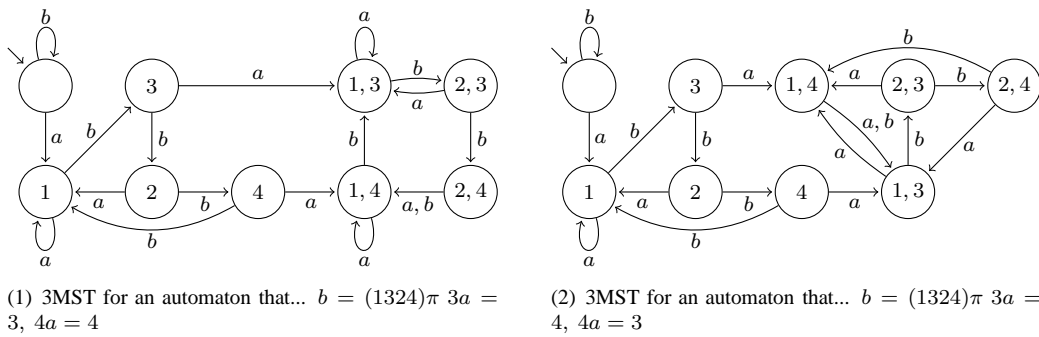 b
b
a
3
a
1, 3
b
a
2, 3
1, 4
a
2, 3
b
2, 4
b
a
a, b
a
b
b
b
b
a
b
b
a
b
a
1
a
2
b
4
a
1, 4
a, b
2, 4
1
a
2
b
4
a
1, 3
b
a
a
b
a
(1) 3MST for an automaton that... b = (1324)π 3a =
3, 4a = 4
(2) 3MST for an automaton that... b = (1324)π 3a =
4, 4a = 3